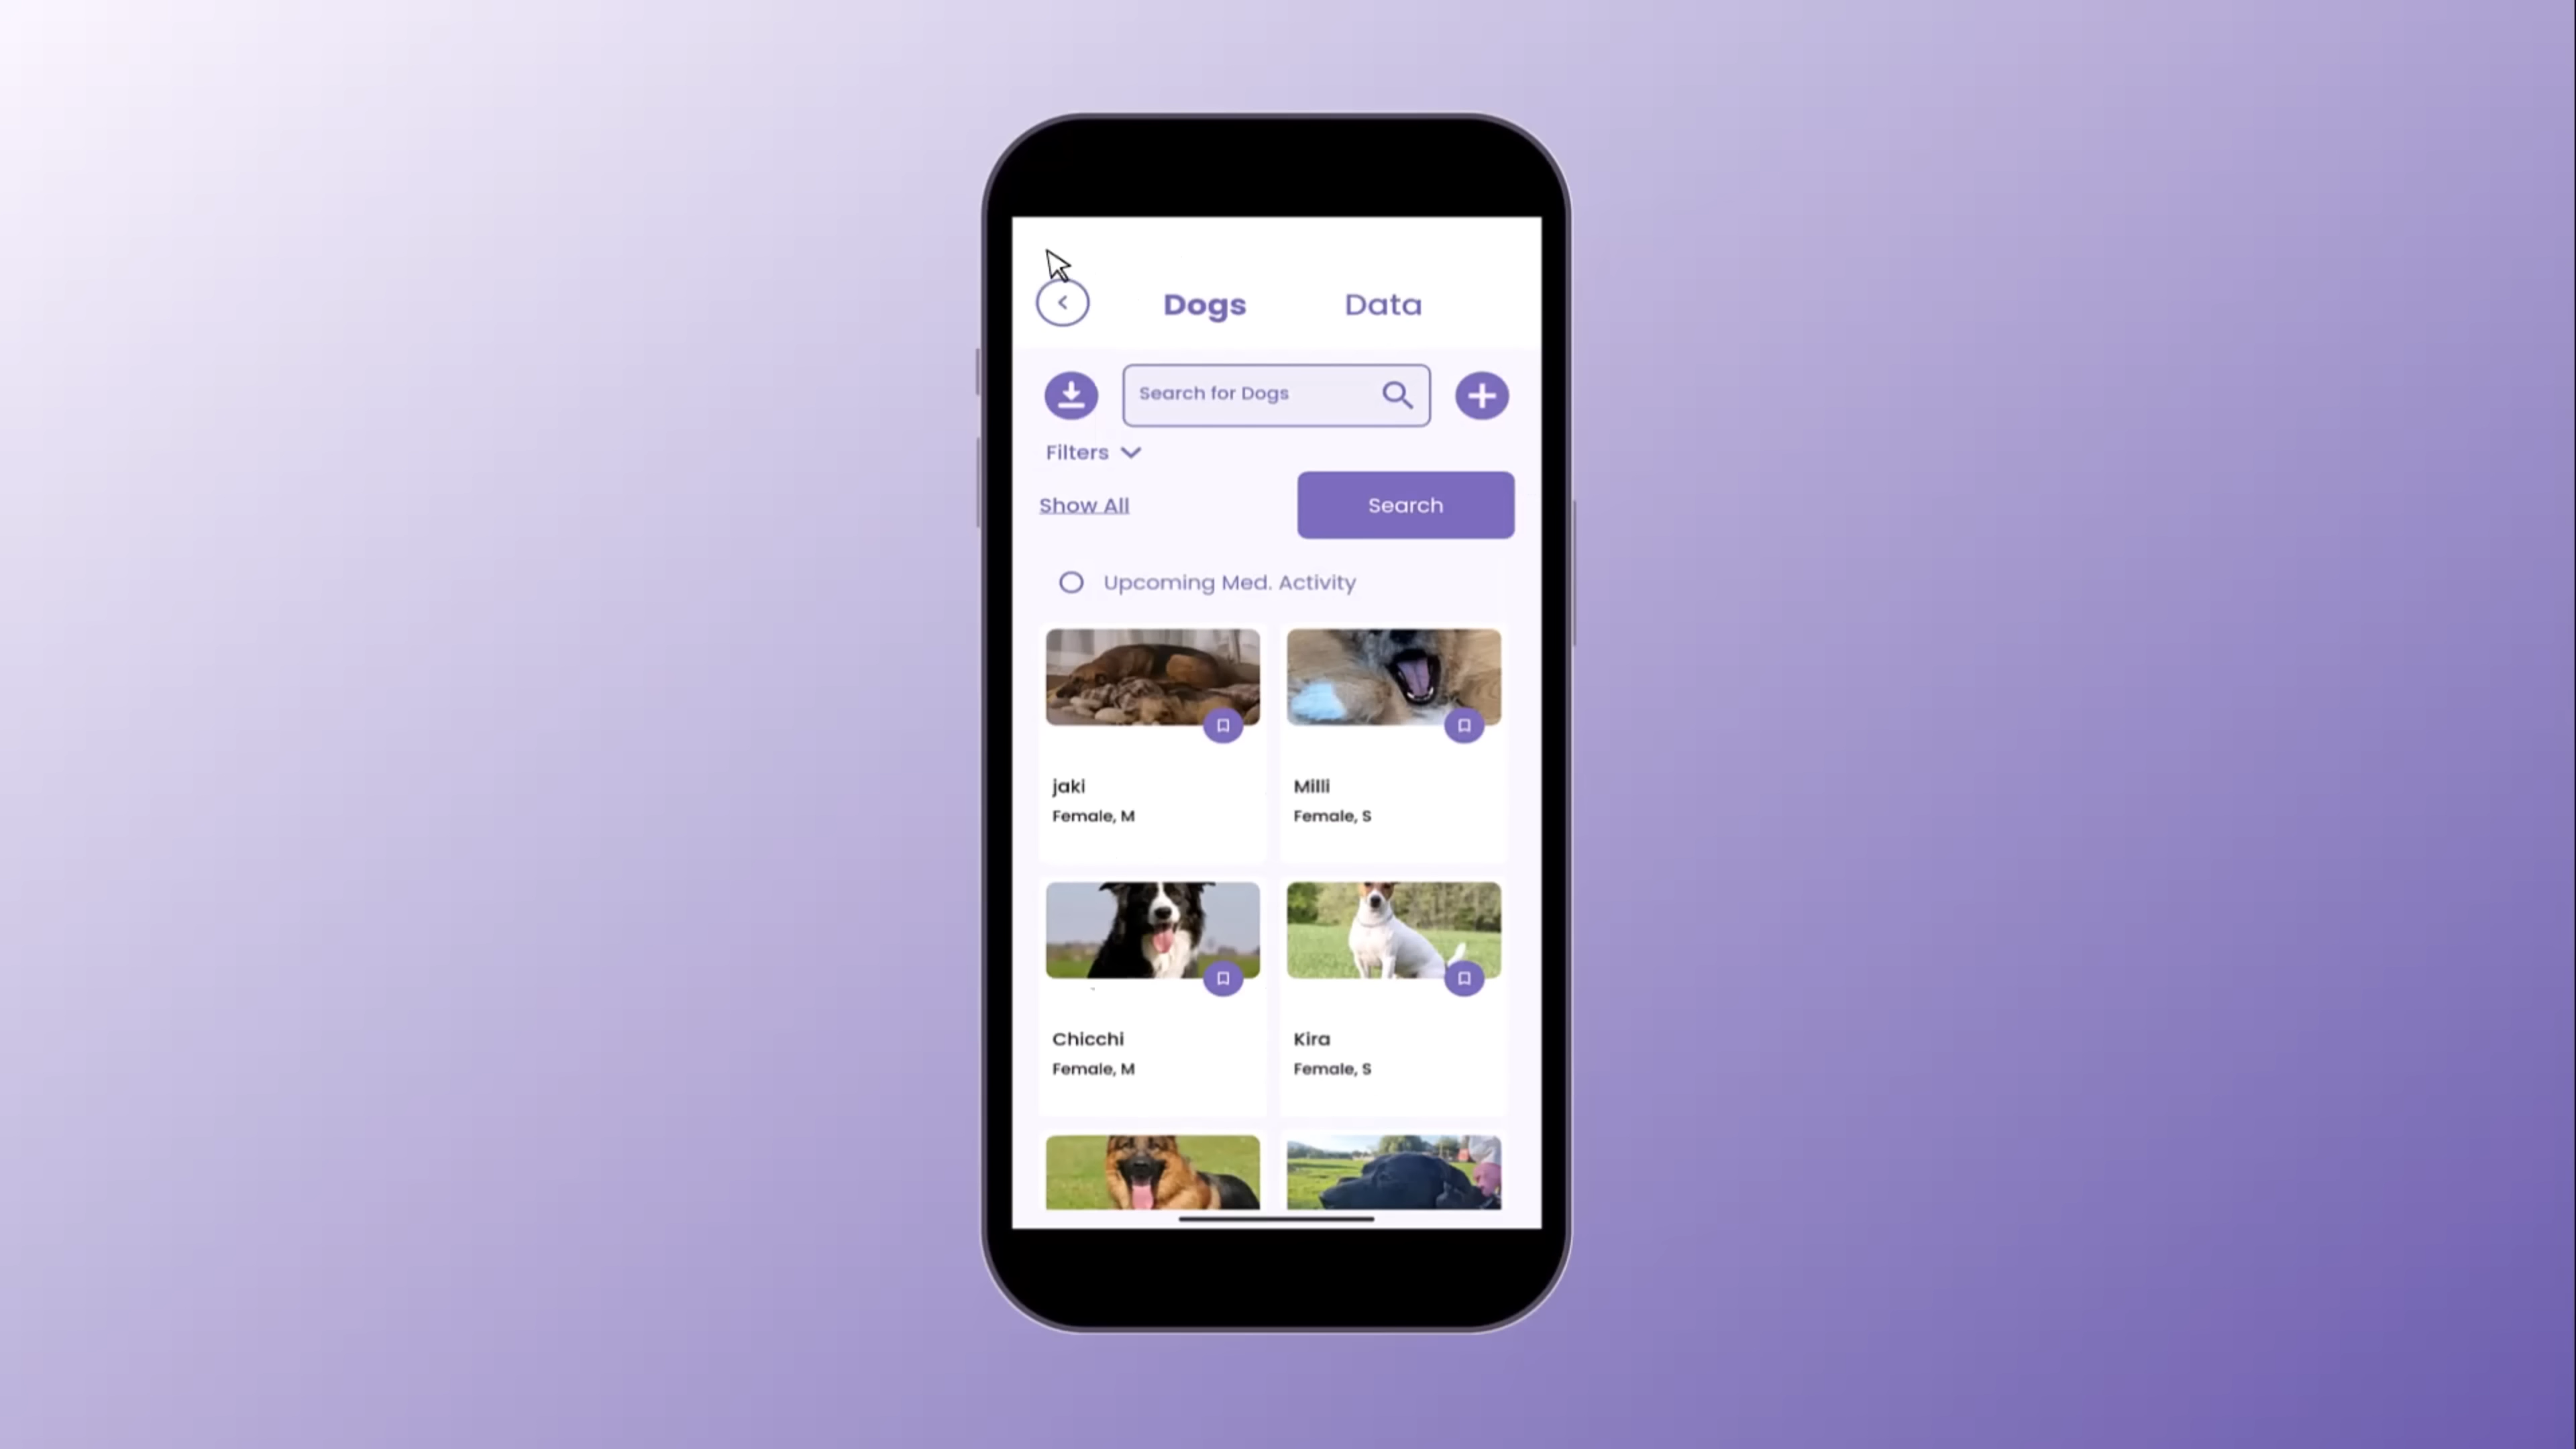 Dogs Data
Search for Dogs
Filters
Show All
Search
Upcoming Med. Activity
jaki
Female, M
Milli
Female, S
Chicchi
Female, M
Kira
Female, S